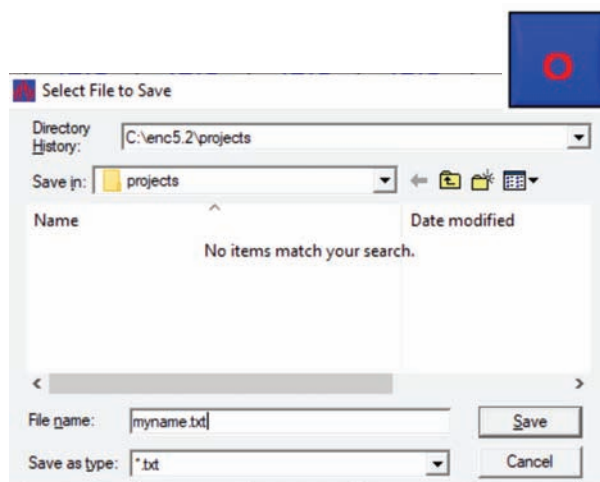 O
Select File to Save
Directory History: C:\enc5.2\projects
Save in: projects
Name Date modified
No items match your search.
File name: myname.txt Save
Save as type: *.txt Cancel